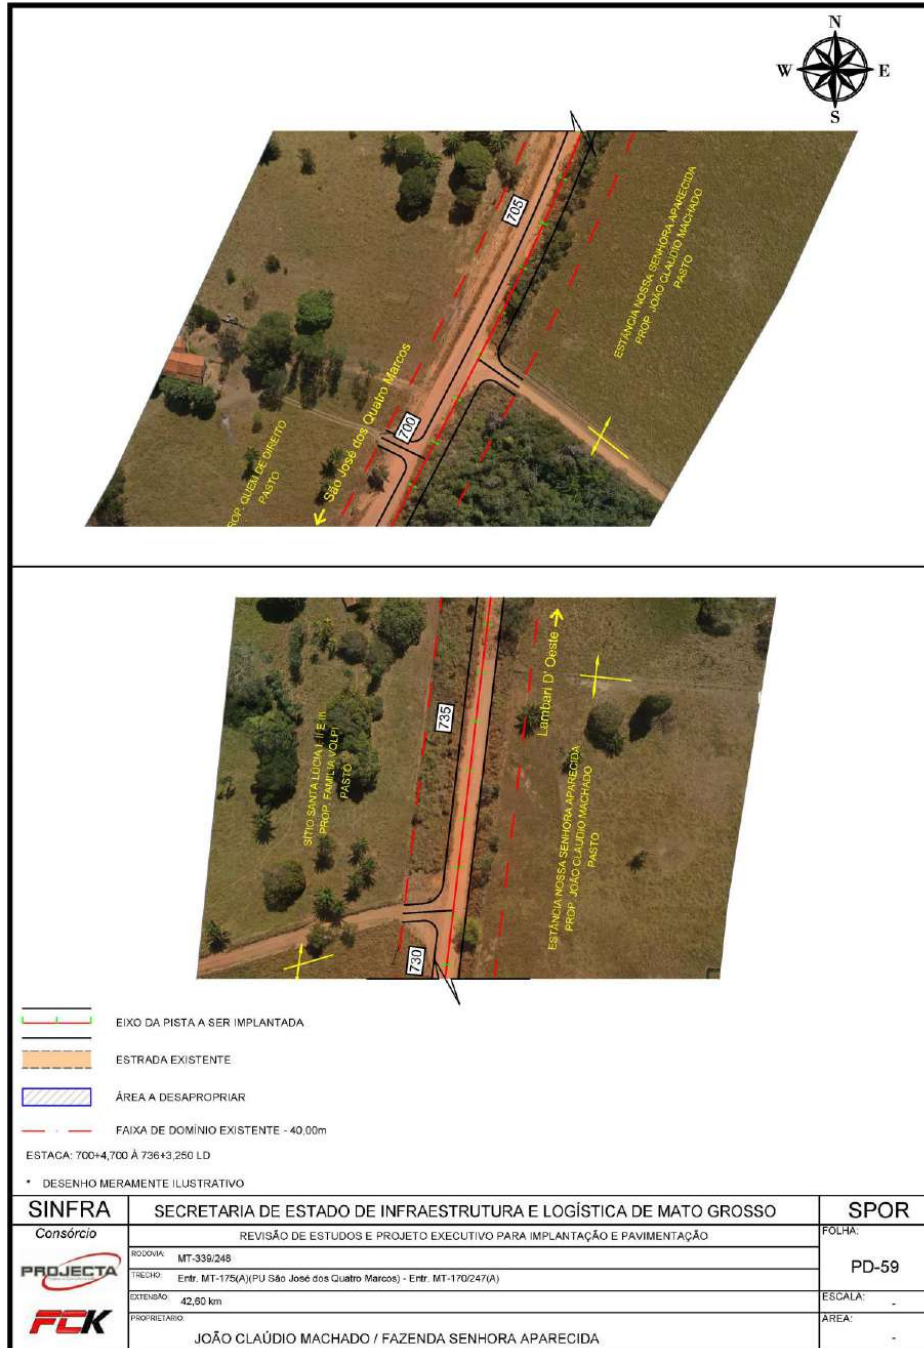 N
W
E
S
705
ESTÂNCIA NOSSA SENHORA APARECIDA
PROP. JOÃO CLAUDIO MACHADO
PASTO
700
← São José dos Quatro Marcos
PROP. QUEM DE DIREITO
PASTO
Lambari D' Oeste →
735
SÍTIO SANTA LÚCIA I, II E III
PROP. FAMÍLIA VOLPI
PASTO
ESTÂNCIA NOSSA SENHORA APARECIDA
PROP. JOÃO CLAUDIO MACHADO
PASTO
730
EIXO DA PISTA A SER IMPLANTADA
ESTRADA EXISTENTE
ÁREA A DESAPROPRIAR
FAIXA DE DOMÍNIO EXISTENTE - 40,00m
ESTACA: 700+4,700 À 736+3,250 LD
* DESENHO MERAMENTE ILUSTRATIVO
SINFRA
SECRETARIA DE ESTADO DE INFRAESTRUTURA E LOGÍSTICA DE MATO GROSSO
SPOR
Consórcio
PROJECTA
FCK
REVISÃO DE ESTUDOS E PROJETO EXECUTIVO PARA IMPLANTAÇÃO E PAVIMENTAÇÃO
RODOVIA: MT-339/248
TRECHO: Entr. MT-175(A)(PU São José dos Quatro Marcos) - Entr. MT-170/247(A)
EXTENSÃO: 42,60 km
PROPRIETÁRIO:
JOÃO CLAÚDIO MACHADO / FAZENDA SENHORA APARECIDA
FOLHA:
PD-59
ESCALA:
-
ÁREA:
-